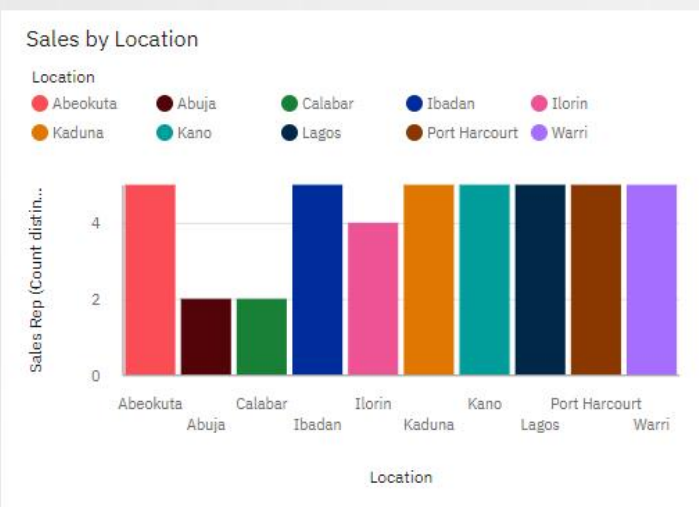 Sales by Location
Location
Abeokuta Abuja Calabar Ibadan Ilorin
Kaduna Kano Lagos Port Harcourt Warri
Sales Rep (Count distin...
4
2
0
Abeokuta Calabar Ilorin Kano Port Harcourt
Abuja Ibadan Kaduna Lagos Warri
Location